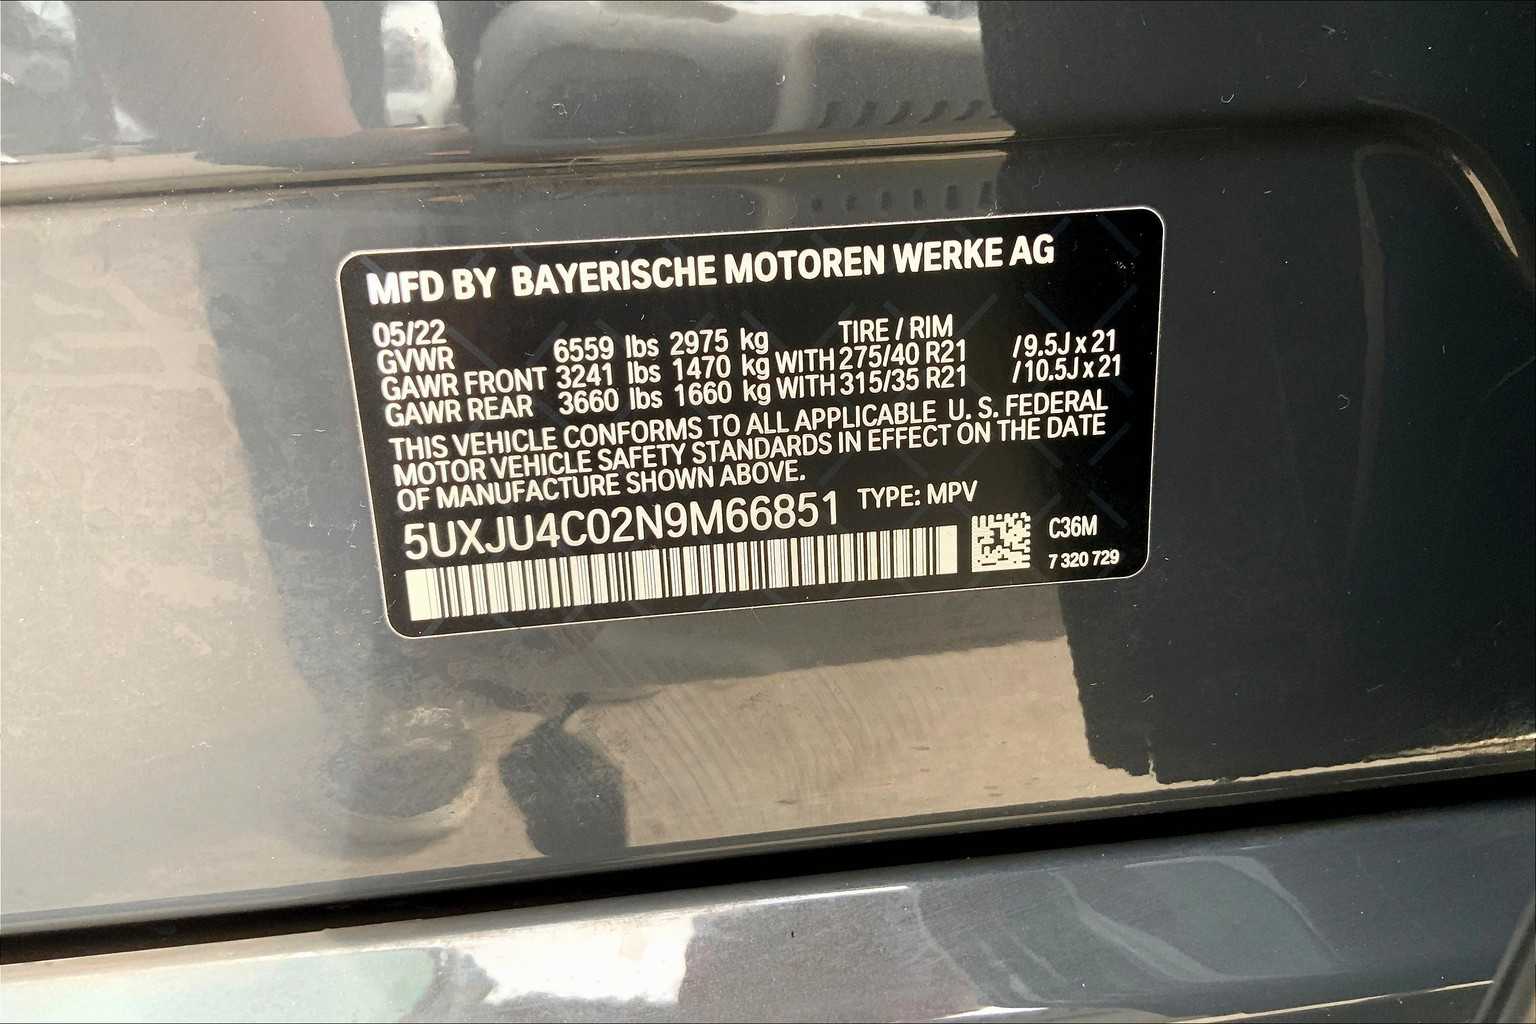 MFD BY BAYERISCHE MOTOREN WERKE AG
05/22 TIRE / RIM
GVWR 6559 lbs 2975 kg
GAWR FRONT 3241 lbs 1470 kg WITH 275/40 R21 /9.5J x 21
GAWR REAR 3660 lbs 1660 kg WITH 315/35 R21 /10.5J x 21
THIS VEHICLE CONFORMS TO ALL APPLICABLE U. S. FEDERAL
MOTOR VEHICLE SAFETY STANDARDS IN EFFECT ON THE DATE
OF MANUFACTURE SHOWN ABOVE.
5UXJU4C02N9M66851 TYPE: MPV
C36M
7 320 729